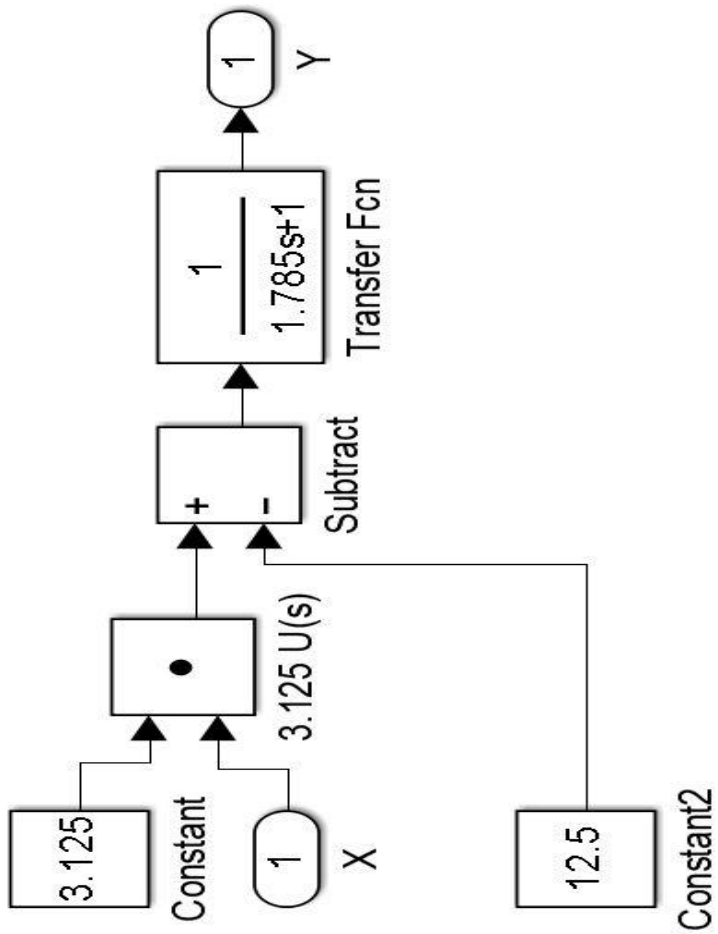 3.125
Constant
1
X
3.125 U(s)
+
-
Subtract
1
1.785s+1
Transfer Fcn
1
Y
12.5
Constant2